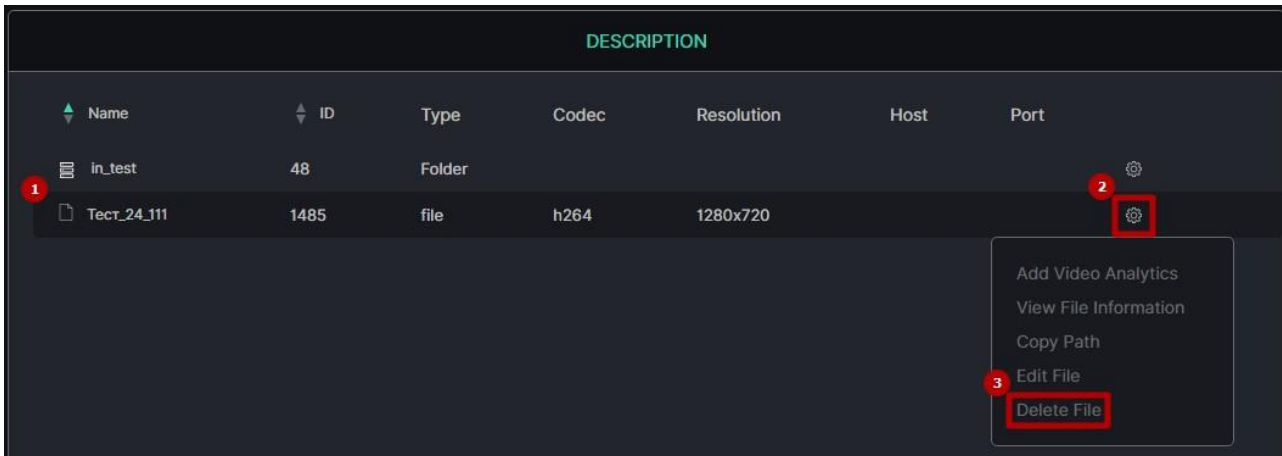 DESCRIPTION
Name ID Type Codec Resolution Host Port
in_test 48 Folder
1
2
Тест_24_111 1485 file h264 1280x720
Add Video Analytics
View File Information
Copy Path
Edit File
3
Delete File